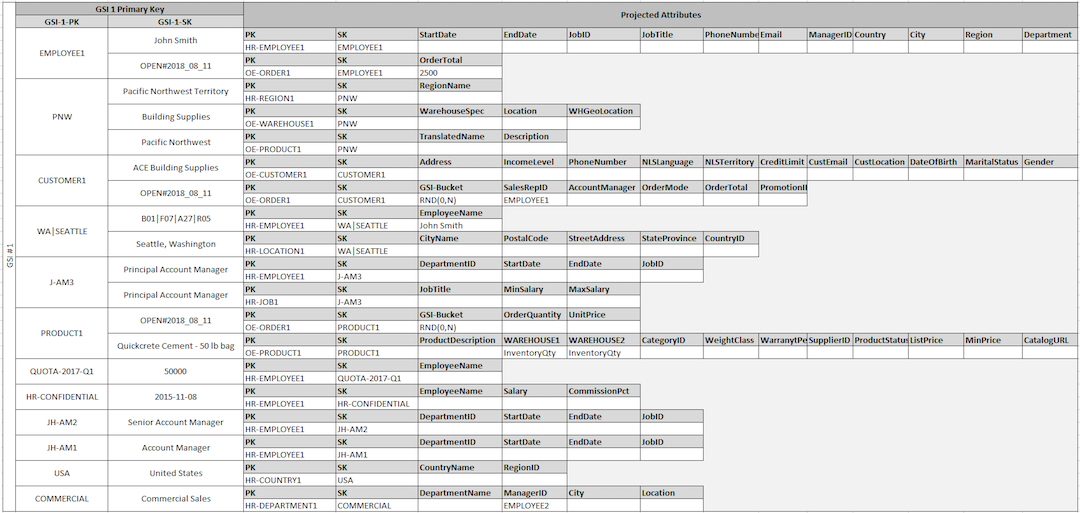 GSI 1 Primary Key Projected Attributes
GSI-1-PK GSI-1-SK
GSI #1
EMPLOYEE1
John Smith
PK SK StartDate EndDate JobID JobTitle PhoneNumbe Email ManagerID Country City Region Department
HR-EMPLOYEE1 EMPLOYEE1
OPEN#2018_08_11
PK SK OrderTotal
OE-ORDER1 EMPLOYEE1 2500
PNW
Pacific Northwest Territory
PK SK RegionName
HR-REGION1 PNW
Building Supplies
PK SK WarehouseSpec Location WHGeoLocation
OE-WAREHOUSE1 PNW
Pacific Northwest
PK SK TranslatedName Description
OE-PRODUCT1 PNW
CUSTOMER1
ACE Building Supplies
PK SK Address IncomeLevel PhoneNumber NLSLanguage NLSTerritory CreditLimit CustEmail CustLocation DateOfBirth MaritalStatus Gender
OE-CUSTOMER1 CUSTOMER1
OPEN#2018_08_11
PK SK GSI-Bucket SalesRepID AccountManager OrderMode OrderTotal PromotionII
OE-ORDER1 CUSTOMER1 RND(0,N) EMPLOYEE1
WA|SEATTLE
B01|F07|A27|R05
PK SK EmployeeName
HR-EMPLOYEE1 WA|SEATTLE John Smith
Seattle, Washington
PK SK CityName PostalCode StreetAddress StateProvince CountryID
HR-LOCATION1 WA|SEATTLE
J-AM3
Principal Account Manager
PK SK DepartmentID StartDate EndDate JobID
HR-EMPLOYEE1 J-AM3
Principal Account Manager
PK SK JobTitle MinSalary MaxSalary
HR-JOB1 J-AM3
PRODUCT1
OPEN#2018_08_11
PK SK GSI-Bucket OrderQuantity UnitPrice
OE-ORDER1 PRODUCT1 RND(0,N)
Quickcrete Cement - 50 lb bag
PK SK ProductDescription WAREHOUSE1 WAREHOUSE2 CategoryID WeightClass WarranytPe SupplierID ProductStatus ListPrice MinPrice CatalogURL
OE-PRODUCT1 PRODUCT1 InventoryQty InventoryQty
QUOTA-2017-Q1
50000
PK SK EmployeeName
HR-EMPLOYEE1 QUOTA-2017-Q1
HR-CONFIDENTIAL
2015-11-08
PK SK EmployeeName Salary CommissionPct
HR-EMPLOYEE1 HR-CONFIDENTIAL
JH-AM2
Senior Account Manager
PK SK DepartmentID StartDate EndDate JobID
HR-EMPLOYEE1 JH-AM2
JH-AM1
Account Manager
PK SK DepartmentID StartDate EndDate JobID
HR-EMPLOYEE1 JH-AM1
USA
United States
PK SK CountryName RegionID
HR-COUNTRY1 USA
COMMERCIAL
Commercial Sales
PK SK DepartmentName ManagerID City Location
HR-DEPARTMENT1 COMMERCIAL EMPLOYEE2